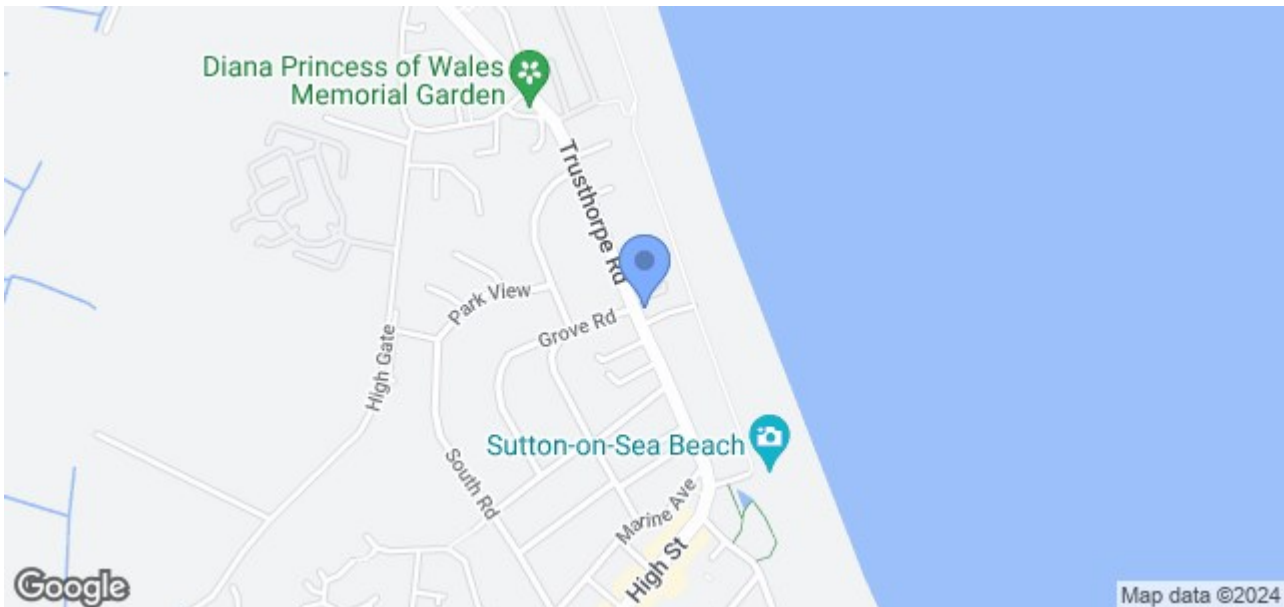 Diana Princess of Wales
Memorial Garden
Trusthorpe Rd
Park View
Grove Rd
High Gate
Sutton-on-Sea Beach
South Rd
Marine Ave
High St
Google
Map data ©2024